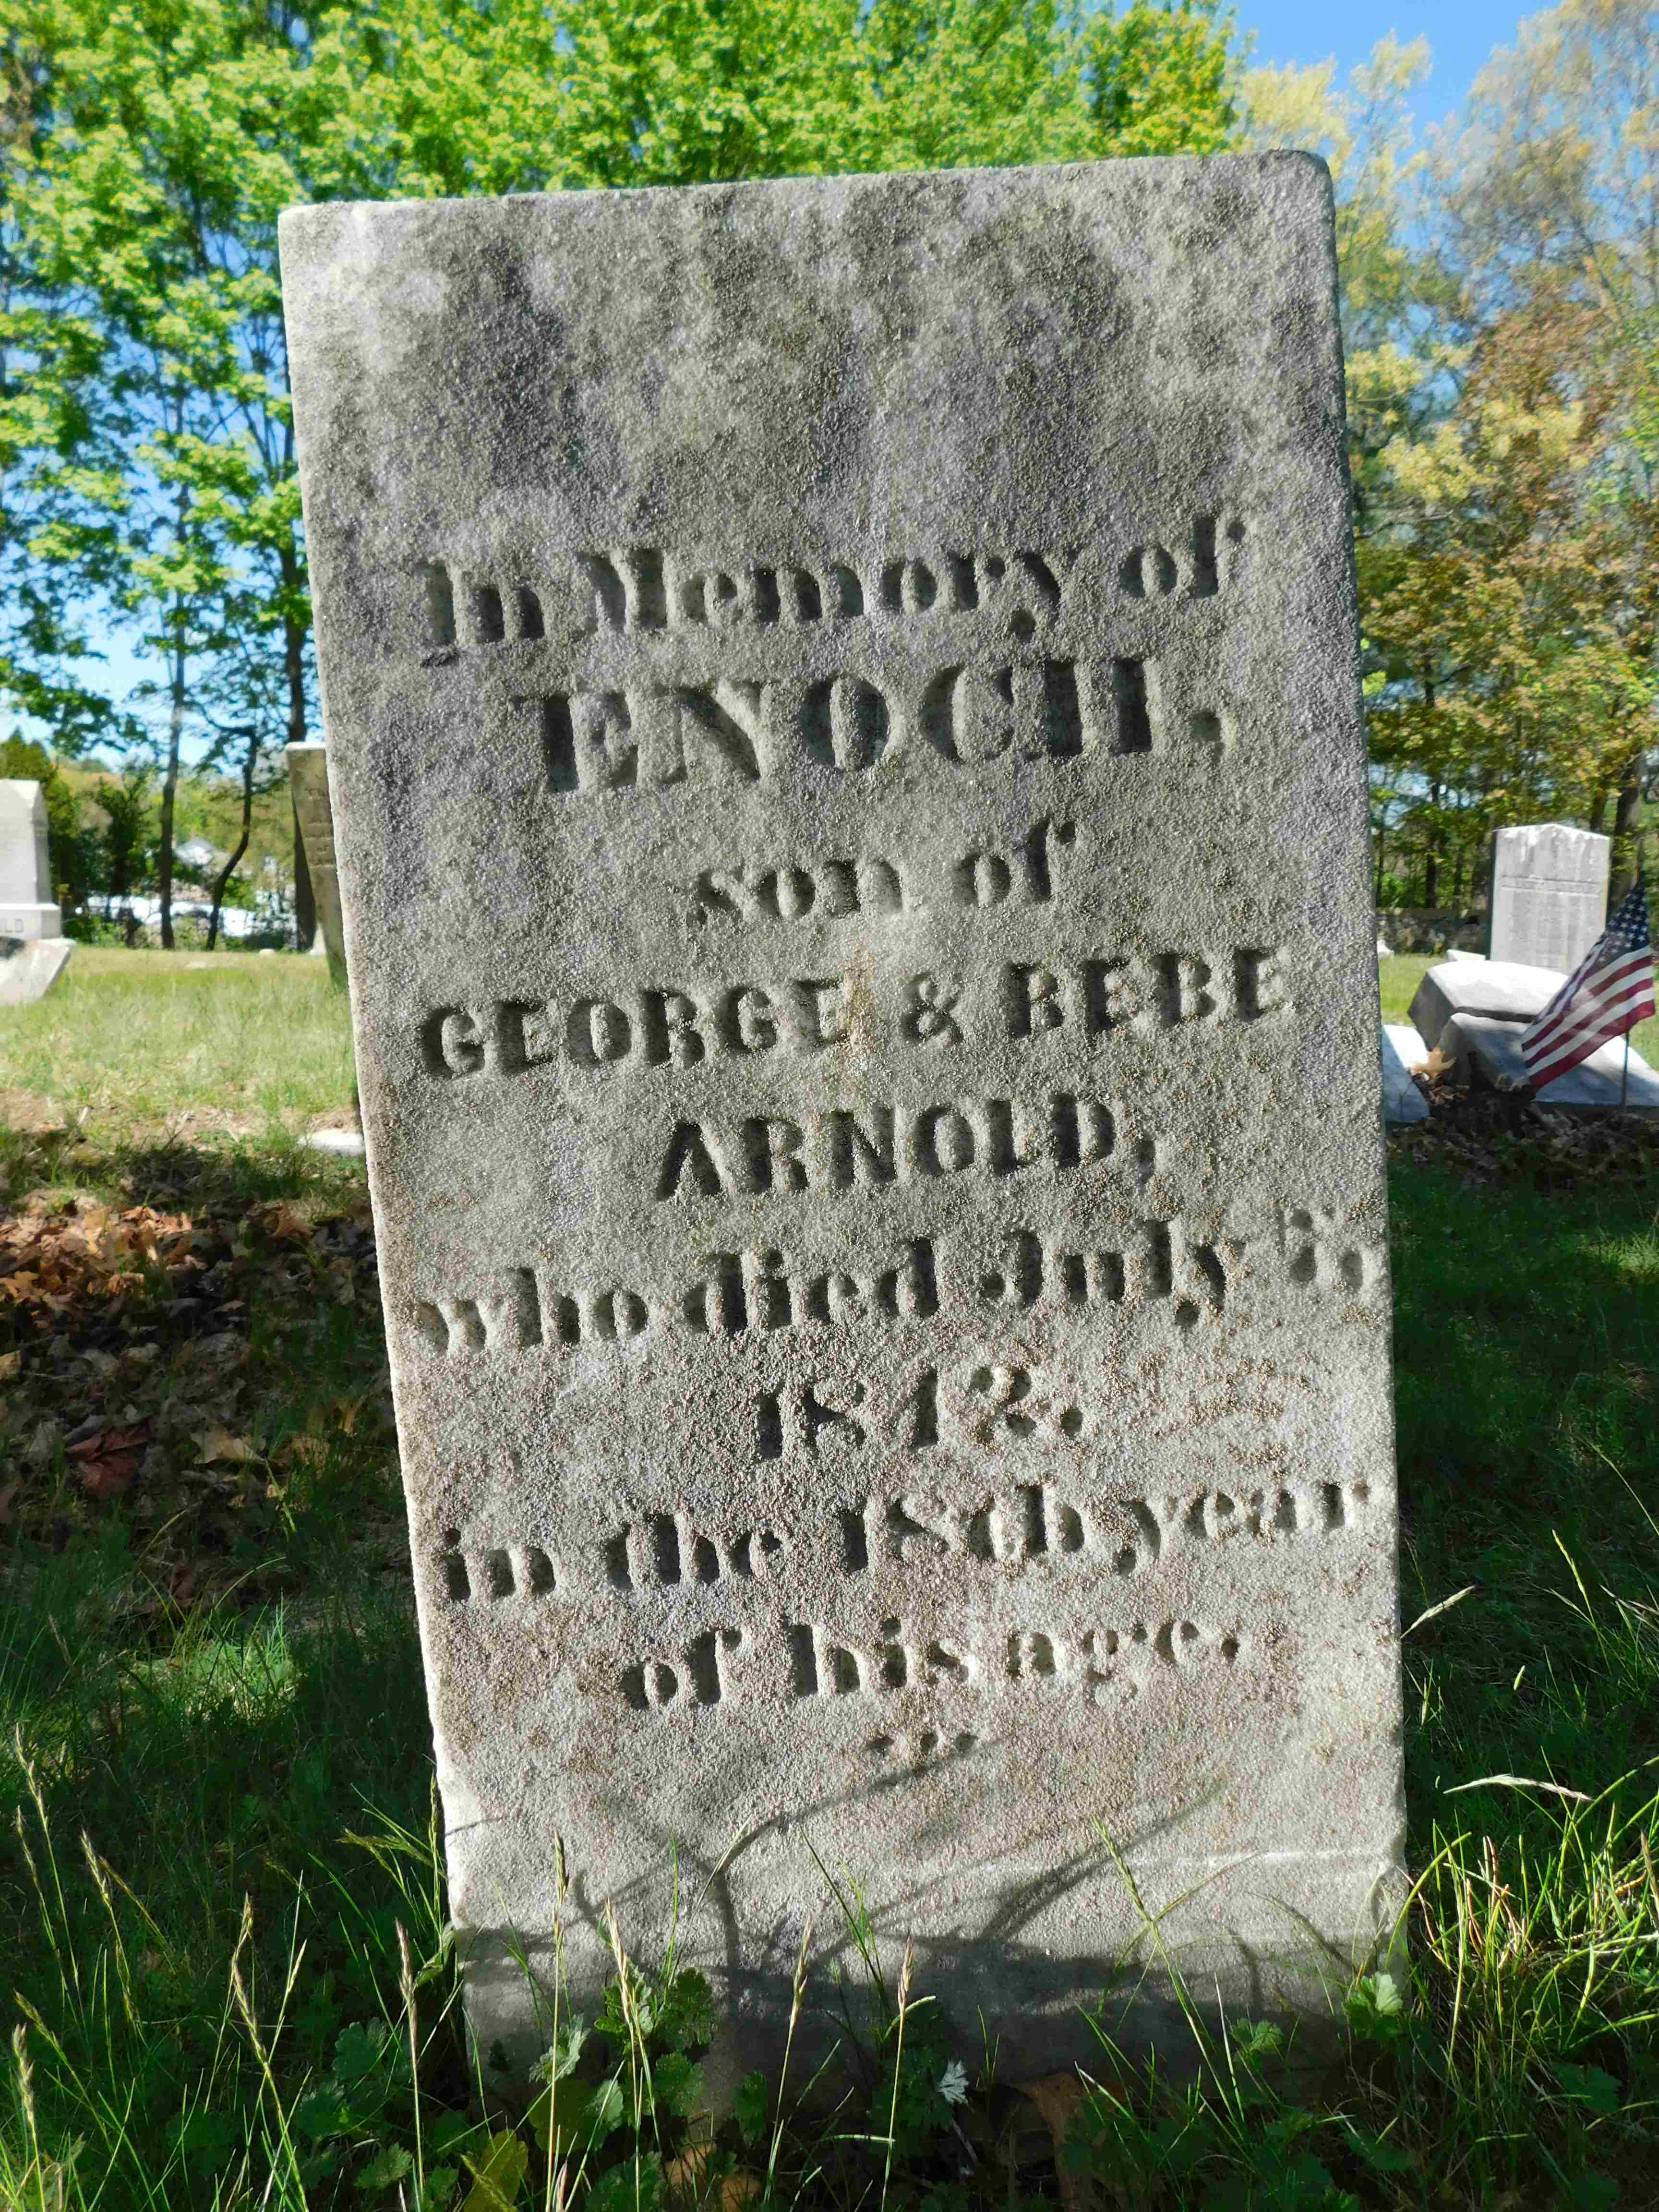 In Memory of
ENOCH,
son of
GEORGE & BEBE
ARNOLD,
who died July
1842.
in the 18th year
of his age.